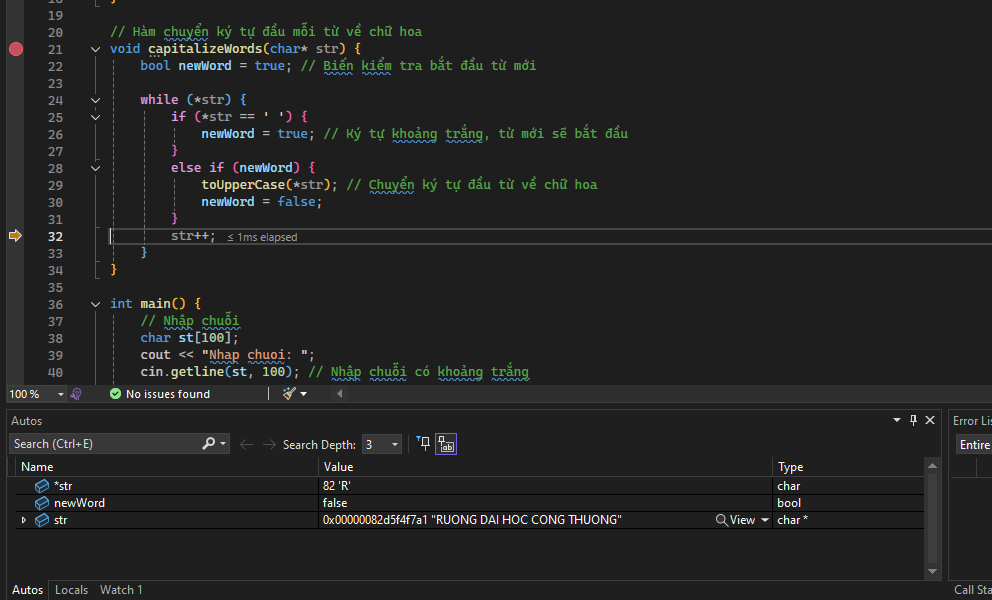 18 }
19
20 // Hàm chuyển ký tự đầu mỗi từ về chữ hoa
21 void capitalizeWords(char* str) {
22 bool newWord = true; // Biến kiểm tra bắt đầu từ mới
23
24 while (*str) {
25 if (*str == ' ') {
26 newWord = true; // Ký tự khoảng trắng, từ mới sẽ bắt đầu
27 }
28 else if (newWord) {
29 toUpperCase(*str); // Chuyển ký tự đầu từ về chữ hoa
30 newWord = false;
31 }
32 str++; ≤ 1ms elapsed
33 }
34 }
35
36 int main() {
37 // Nhập chuỗi
38 char st[100];
39 cout << "Nhap chuoi: ";
40 cin.getline(st, 100); // Nhập chuỗi có khoảng trắng
100 % No issues found
Autos
Search (Ctrl+E) Search Depth: 3
Name Value Type
*str 82 'R' char
newWord false bool
str 0x00000082d5f4f7a1 "RUONG DAI HOC CONG THUONG" View char *
Autos Locals Watch 1
Error Lis
Entire
Call Sta